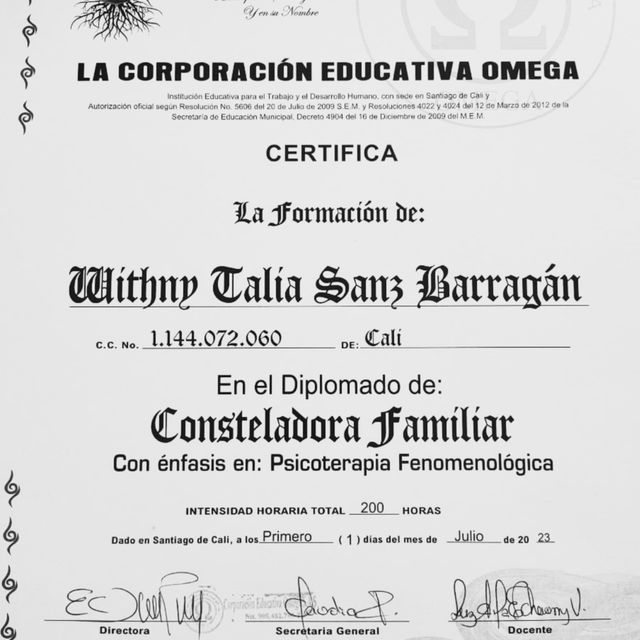 Y en su Nombre
LA CORPORACIÓN EDUCATIVA OMEGA
Institución Educativa para el Trabajo y el Desarrollo Humano, con sede en Santiago de Cali y
Autorización oficial según Resolución No. 5606 del 20 de Julio de 2009 S.E.M. y Resoluciones 4022 y 4024 del 12 de Marzo de 2012 de la
Secretaría de Educación Municipal, Decreto 4904 del 16 de Diciembre de 2009 del M.E.M.
CERTIFICA
La Formación de:
Withny Talia Sanz Barragán
C.C. No. 1.144.072.060 DE: Cali
En el Diplomado de:
Consteladora Familiar
Con énfasis en: Psicoterapia Fenomenológica
INTENSIDAD HORARIA TOTAL 200 HORAS
Dado en Santiago de Cali, a los Primero (1) días del mes de Julio de 20 23
Directora Secretaria General Docente